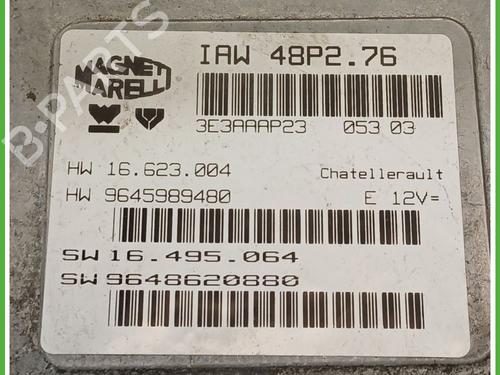 MAGNETI
MARELLI
IAW 48P2.76
3E3AAAP23 053 03
HW 16.623.004 Chatellerault
HW 9645989480 E 12V=
SW 16.495.064
SW 9648620880
B-PARTS